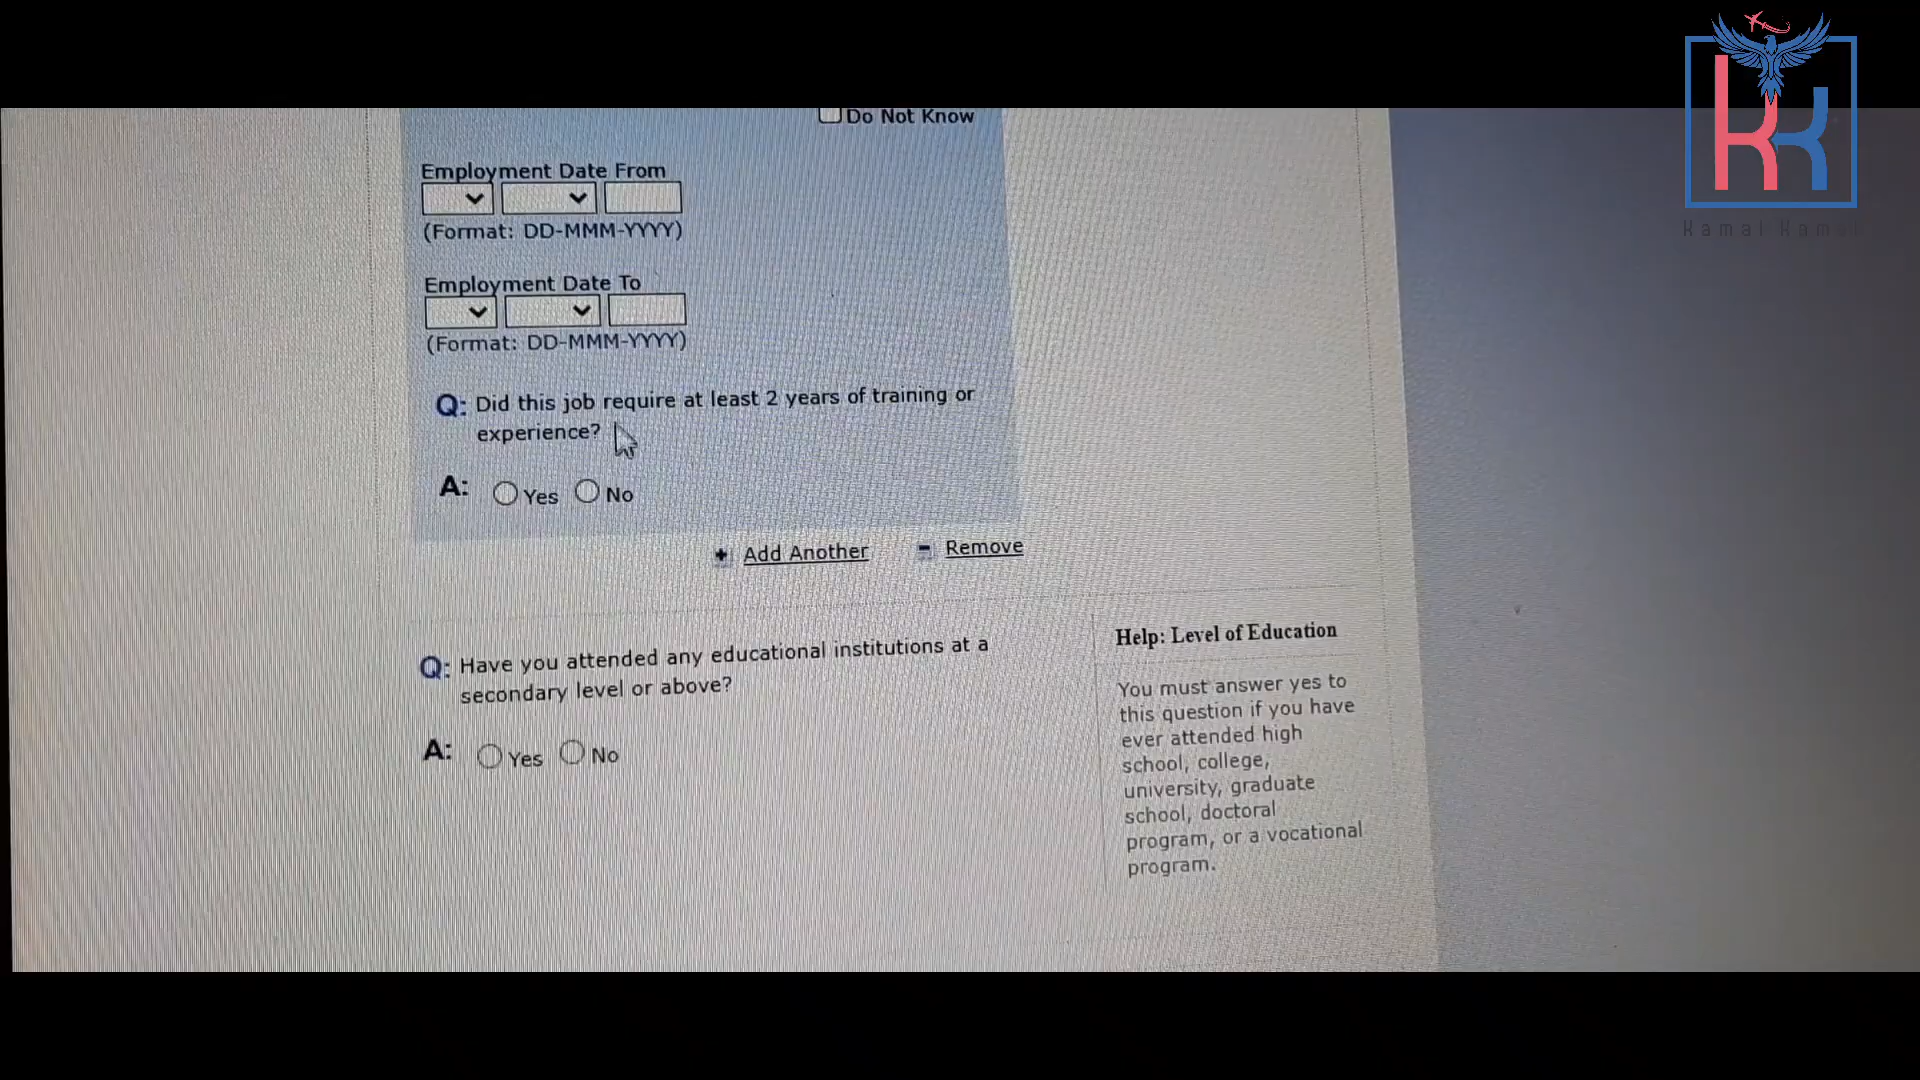 Do Not Know
Employment Date From
(Format: DD-MMM-YYYY)
Employment Date To
(Format: DD-MMM-YYYY)
Q: Did this job require at least 2 years of training or
experience?
A: Yes No
+ Add Another - Remove
Q: Have you attended any educational institutions at a
secondary level or above?
A: Yes No
Help: Level of Education
You must answer yes to
this question if you have
ever attended high
school, college,
university, graduate
school, doctoral
program, or a vocational
program.
KK
Kamal Kamal